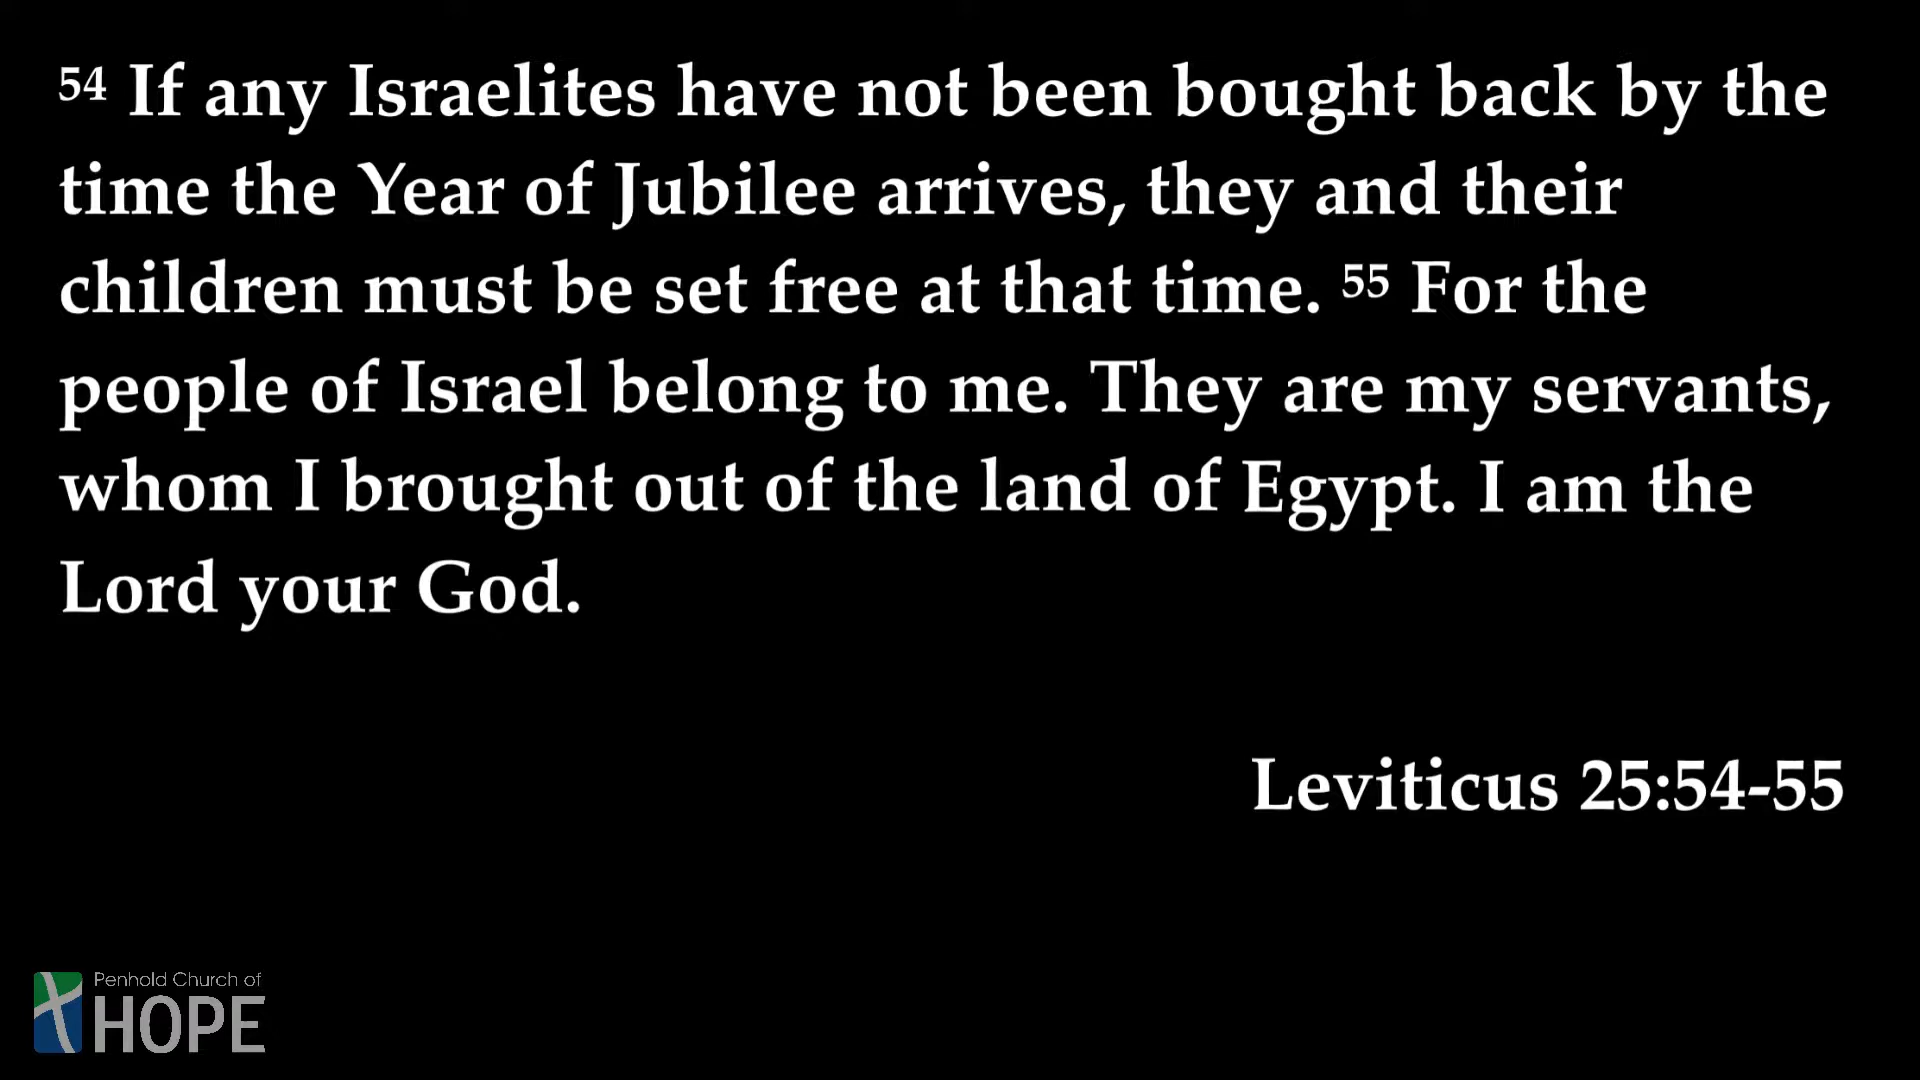 54 If any Israelites have not been bought back by the
time the Year of Jubilee arrives, they and their
children must be set free at that time. 55 For the
people of Israel belong to me. They are my servants,
whom I brought out of the land of Egypt. I am the
Lord your God.
Leviticus 25:54-55
Penhold Church of
HOPE